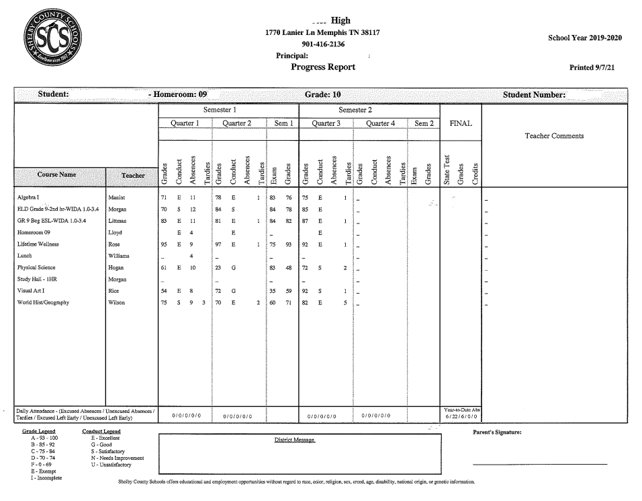 SHELBY COUNTY SCHOOLS
SCS
High
1770 Lanier Ln Memphis TN 38117
901-416-2136
Principal:
Progress Report
School Year 2019-2020
Printed 9/7/21
Student: - Homeroom: 09 Grade: 10 Student Number:
Semester 1 Semester 2
Quarter 1 Quarter 2 Sem 1 Quarter 3 Quarter 4 Sem 2 FINAL
Teacher Comments
Course Name Teacher Grades Conduct Absences Tardies Grades Conduct Absences Tardies Exam Grades Grades Conduct Absences Tardies Grades Conduct Absences Tardies Exam Grades State Test Grades Credits
Algebra I 71 E 11 78 E 1 83 76 75 E 1 -
ELD Grade 9-2nd hr-WIDA 1.0-3.4 Morgan 70 S 12 84 S 84 78 85 E -
GR 9 Beg ESL-WIDA 1.0-3.4 Littman 83 E 11 81 E 1 84 82 87 E 1 -
Homeroom 09 Lloyd E 4 E - E
Lifetime Wellness Rose 95 E 9 97 E 1 75 93 92 E 1 -
Lunch Williams - 4 - - -
Physical Science Hogan 61 E 10 23 G 83 48 72 S 2 -
Study Hall - 1HR Morgan - - - -
Visual Art I Rice 54 E 8 72 G 35 59 92 S 1 -
World Hist/Geography Wilson 75 S 9 3 70 E 2 60 71 82 E 5 -
Daily Attendance - (Excused Absences / Unexcused Absences /
Tardies / Excused Left Early / Unexcused Left Early) 0/0/0/0/0 0/0/0/0/0 0/0/0/0/0 0/0/0/0/0 Year-to-Date Abs
6/22/6/0/0
Grade Legend
A - 93 - 100
B - 85 - 92
C - 75 - 84
D - 70 - 74
F - 0 - 69
E - Exempt
I - Incomplete
Conduct Legend
E - Excellent
G - Good
S - Satisfactory
N - Needs Improvement
U - Unsatisfactory
District Message
Parent's Signature:
Shelby County Schools offers educational and employment opportunities without regard to race, color, religion, sex, creed, age, disability, national origin, or genetic information.